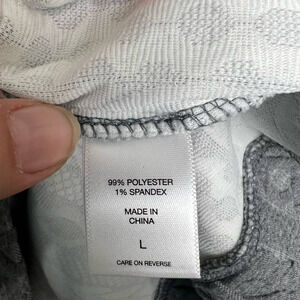 99% POLYESTER
1% SPANDEX
MADE IN
CHINA
L
CARE ON REVERSE